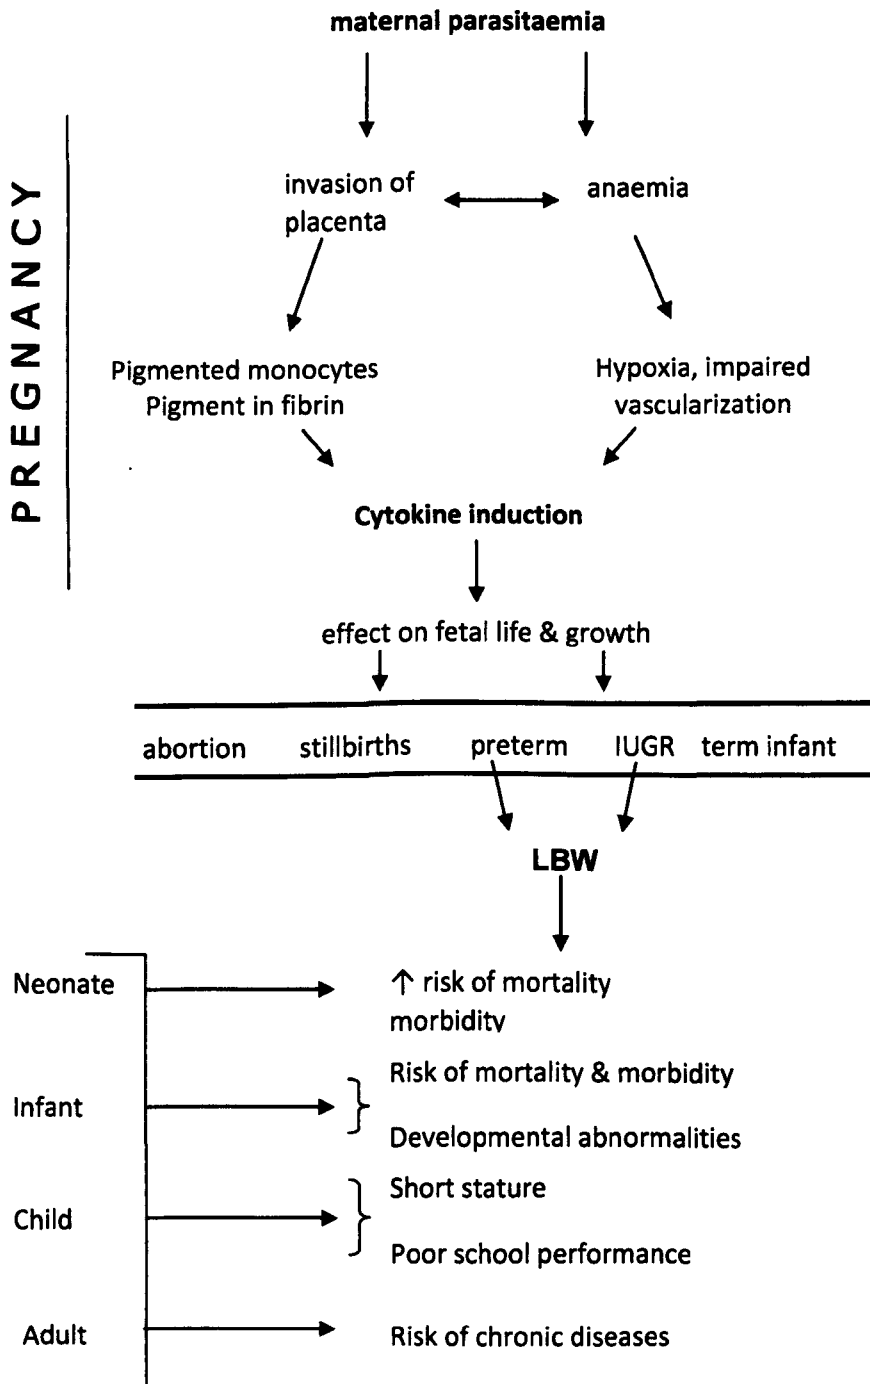 maternal parasitaemia
PREGNANCY
invasion of
placenta
anaemia
Pigmented monocytes
Pigment in fibrin
Hypoxia, impaired
vascularization
Cytokine induction
effect on fetal life & growth
abortion stillbirths preterm IUGR term infant
LBW
Neonate
↑ risk of mortality
morbidity
Infant
Risk of mortality & morbidity
Developmental abnormalities
Child
Short stature
Poor school performance
Adult
Risk of chronic diseases